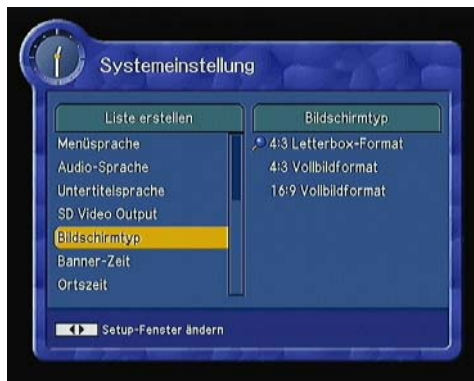 Systemeinstellung
Liste erstellen
Menüsprache
Audio-Sprache
Untertitelsprache
SD Video Output
Bildschirmtyp
Banner-Zeit
Ortszeit
Bildschirmtyp
4:3 Letterbox-Format
4:3 Vollbildformat
16:9 Vollbildformat
Setup-Fenster ändern